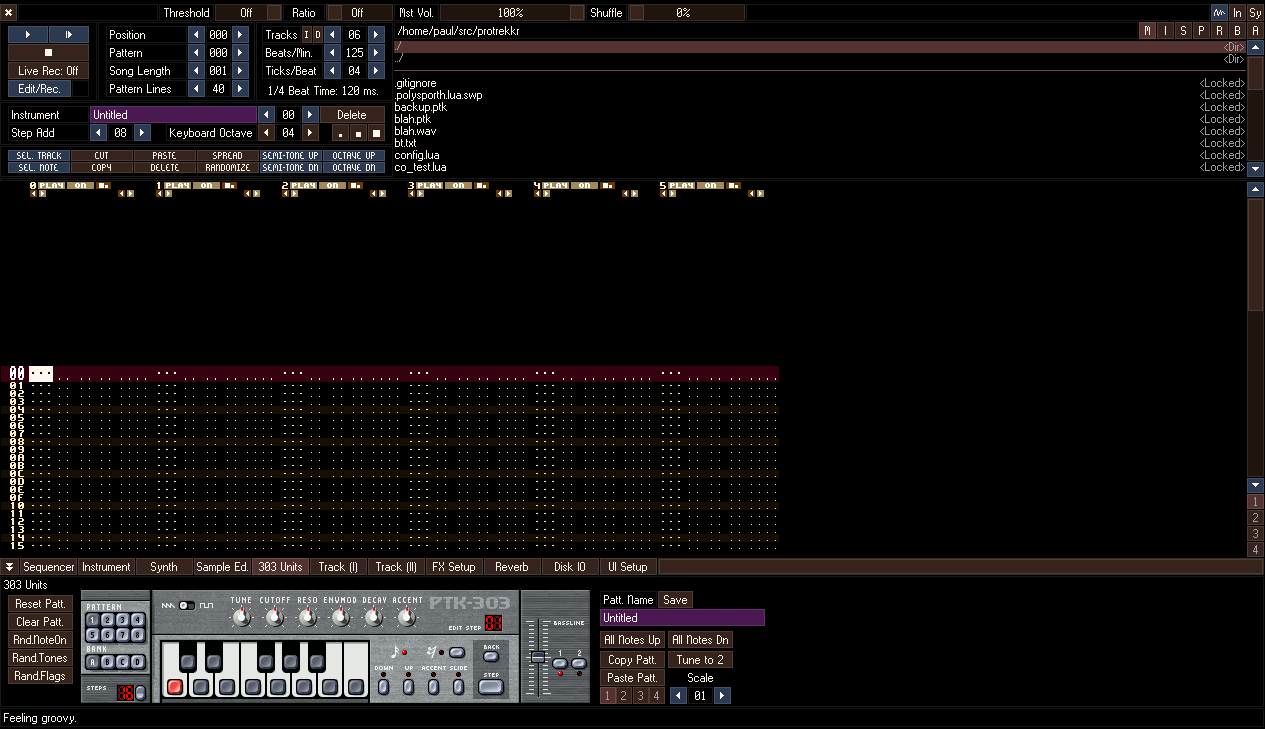 Threshold Off Ratio Off Mst Vol. 100% Shuffle 0% In Sy
/home/paul/src/protrekkr M I S P R B A
Position 000 Tracks I D 06 ./ <Dir>
Pattern 000 Beats/Min. 125 ../ <Dir>
Live Rec: Off Song Length 001 Ticks/Beat 04
Edit/Rec. Pattern Lines 40 1/4 Beat Time: 120 ms. .gitignore <Locked>
.polysporth.lua.swp <Locked>
backup.ptk <Locked>
Instrument Untitled 00 Delete blah.ptk <Locked>
Step Add 08 Keyboard Octave 04 blah.wav <Locked>
bt.txt <Locked>
SEL. TRACK CUT PASTE SPREAD SEMI-TONE UP OCTAVE UP config.lua <Locked>
SEL. NOTE COPY DELETE RANDOMIZE SEMI-TONE DN OCTAVE DN co_test.lua <Locked>
0 PLAY ON 1 PLAY ON 2 PLAY ON 3 PLAY ON 4 PLAY ON 5 PLAY ON
00
00
01
02
03
04
05
06
07
08
09
0A
0B
0C
0D
0E
0F
10
11
12
13
14
15
1
2
3
4
Sequencer Instrument Synth Sample Ed. 303 Units Track (I) Track (II) FX Setup Reverb Disk IO UI Setup
303 Units
Reset Patt.
Clear Patt.
Rnd.NoteOn
Rand.Tones
Rand.Flags
PATTERN
1 2 3 4
5 6 7 8
BANK
A B C D
STEPS 16
TUNE CUTOFF RESO ENVMOD DECAY ACCENT PTK-303
EDIT STEP 01
BACK
DOWN UP ACCENT SLIDE STEP
BASSLINE
1 2
Patt. Name Save
Untitled
All Notes Up All Notes Dn
Copy Patt. Tune to 2
Paste Patt. Scale
1 2 3 4 01
Feeling groovy.